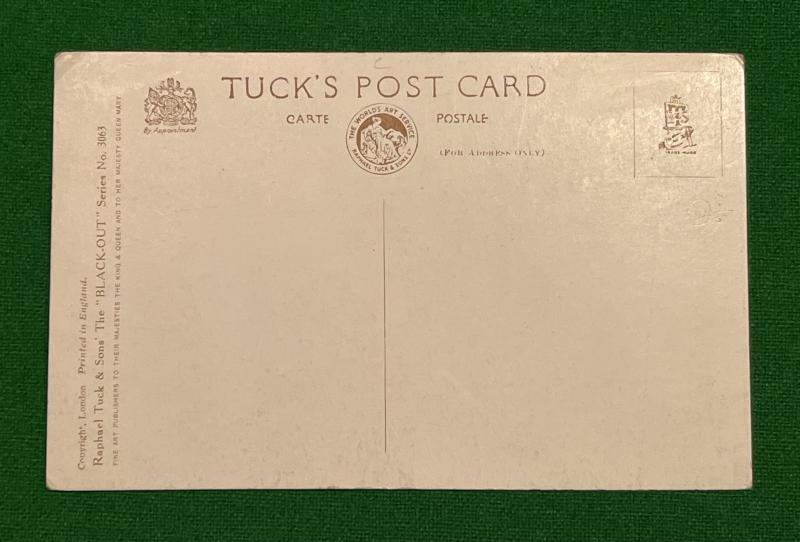 TUCK'S POST CARD
By Appointment
CARTE POSTALE
THE WORLD'S ART SERVICE
RAPHAEL TUCK & SONS LD
(FOR ADDRESS ONLY)
TRADE MARK
Copyright, London Printed in England.
Raphael Tuck & Sons' The "BLACK-OUT" Series No. 3063
FINE ART PUBLISHERS TO THEIR MAJESTIES THE KING & QUEEN AND TO HER MAJESTY QUEEN MARY